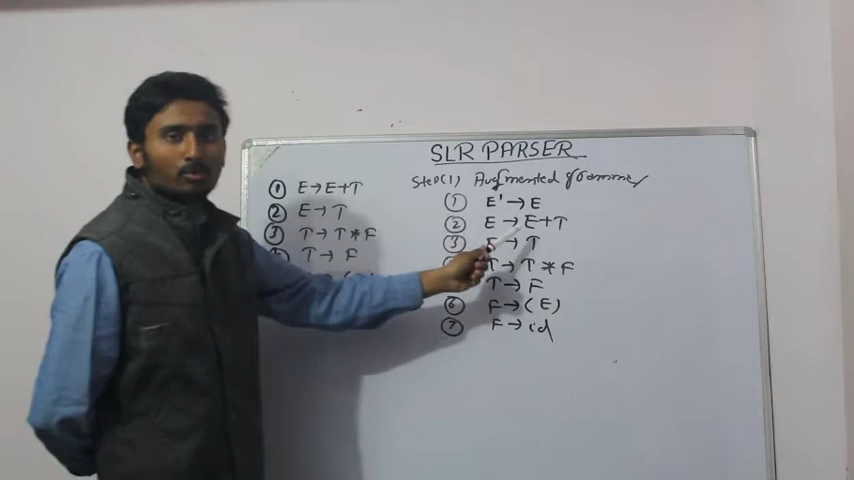 SLR PARSER
① E → E+T
② E → T
③ T → T * F
T → F
Step(1) Augmented grammar
① E' → E
② E → E+T
③ E → T
T → T * F
T → F
⑥ F → (E)
⑦ F → id